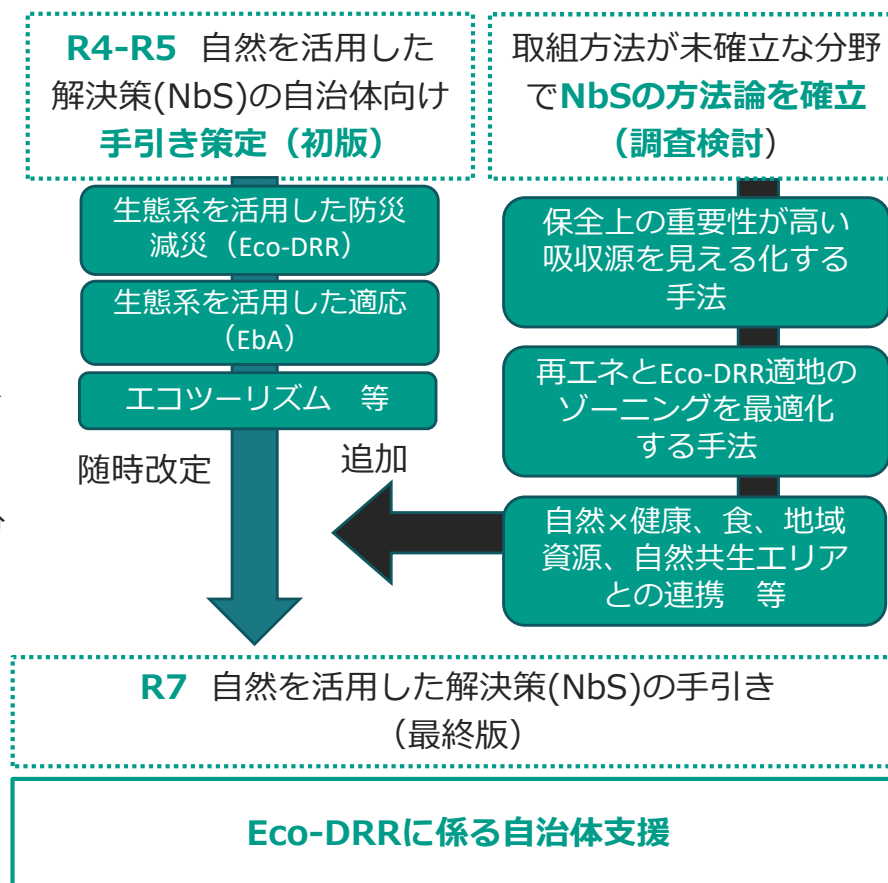 R4-R5 自然を活用した
解決策(NbS)の自治体向け
手引き策定（初版）
生態系を活用した防災
減災（Eco-DRR）
生態系を活用した適応
（EbA）
エコツーリズム　等
随時改定
追加
取組方法が未確立な分野
でNbSの方法論を確立
（調査検討）
保全上の重要性が高い
吸収源を見える化する
手法
再エネとEco-DRR適地の
ゾーニングを最適化
する手法
自然×健康、食、地域
資源、自然共生エリア
との連携　等
R7 自然を活用した解決策(NbS)の手引き
（最終版）
Eco-DRRに係る自治体支援